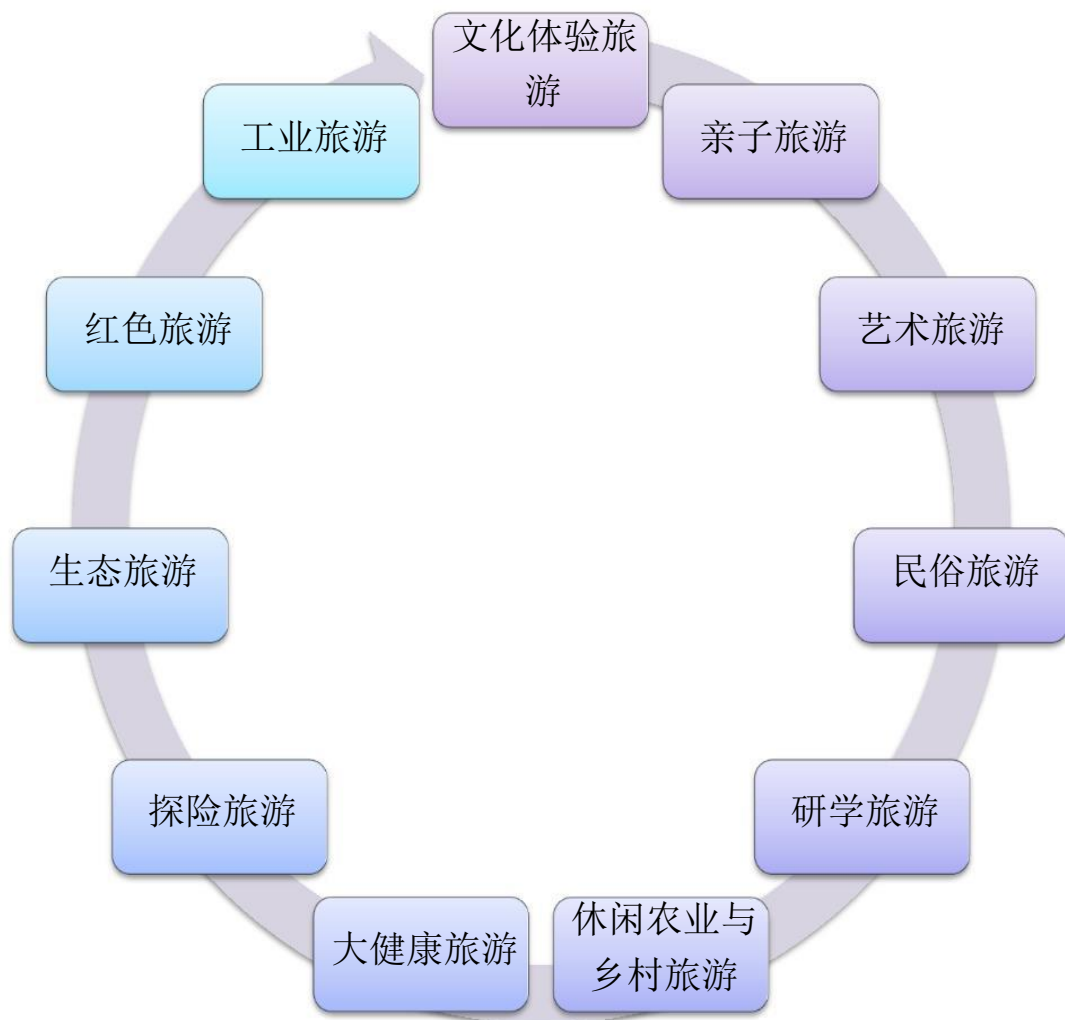 文化体验旅
游
亲子旅游
艺术旅游
民俗旅游
研学旅游
休闲农业与
乡村旅游
大健康旅游
探险旅游
生态旅游
红色旅游
工业旅游